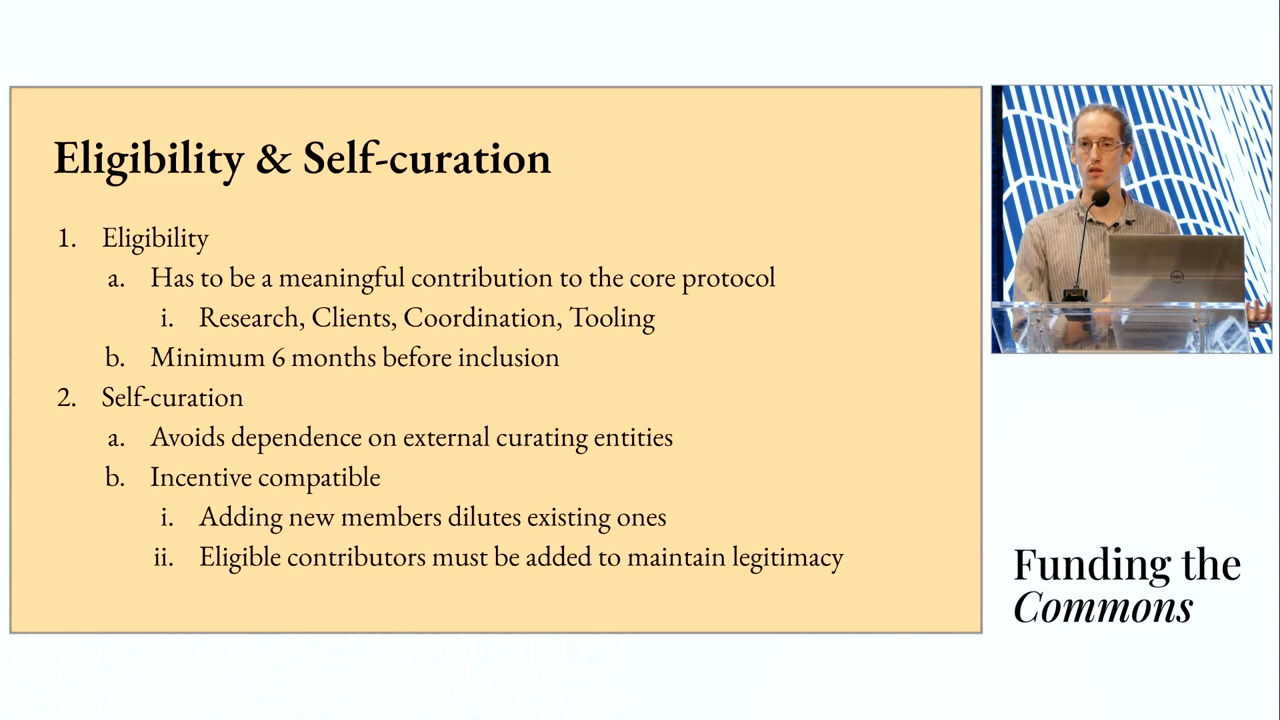 Eligibility & Self-curation
1. Eligibility
a. Has to be a meaningful contribution to the core protocol
i. Research, Clients, Coordination, Tooling
b. Minimum 6 months before inclusion
2. Self-curation
a. Avoids dependence on external curating entities
b. Incentive compatible
i. Adding new members dilutes existing ones
ii. Eligible contributors must be added to maintain legitimacy
DELL
Funding the
Commons